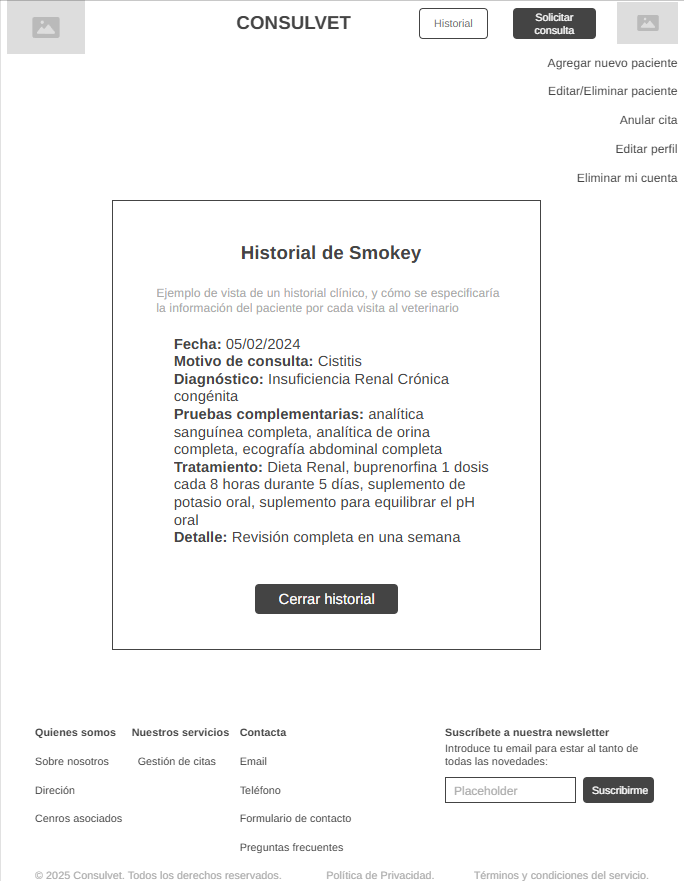 CONSULVET
Historial
Solicitar
consulta
Agregar nuevo paciente
Editar/Eliminar paciente
Anular cita
Editar perfil
Eliminar mi cuenta
Historial de Smokey
Ejemplo de vista de un historial clínico, y cómo se especificaría
la información del paciente por cada visita al veterinario
Fecha: 05/02/2024
Motivo de consulta: Cistitis
Diagnóstico: Insuficiencia Renal Crónica
congénita
Pruebas complementarias: analítica
sanguínea completa, analítica de orina
completa, ecografía abdominal completa
Tratamiento: Dieta Renal, buprenorfina 1 dosis
cada 8 horas durante 5 días, suplemento de
potasio oral, suplemento para equilibrar el pH
oral
Detalle: Revisión completa en una semana
Cerrar historial
Quienes somos
Sobre nosotros
Direción
Cenros asociados
Nuestros servicios
Gestión de citas
Contacta
Email
Teléfono
Formulario de contacto
Preguntas frecuentes
Suscríbete a nuestra newsletter
Introduce tu email para estar al tanto de
todas las novedades:
Placeholder
Suscribirme
© 2025 Consulvet. Todos los derechos reservados.
Política de Privacidad.
Términos y condiciones del servicio.